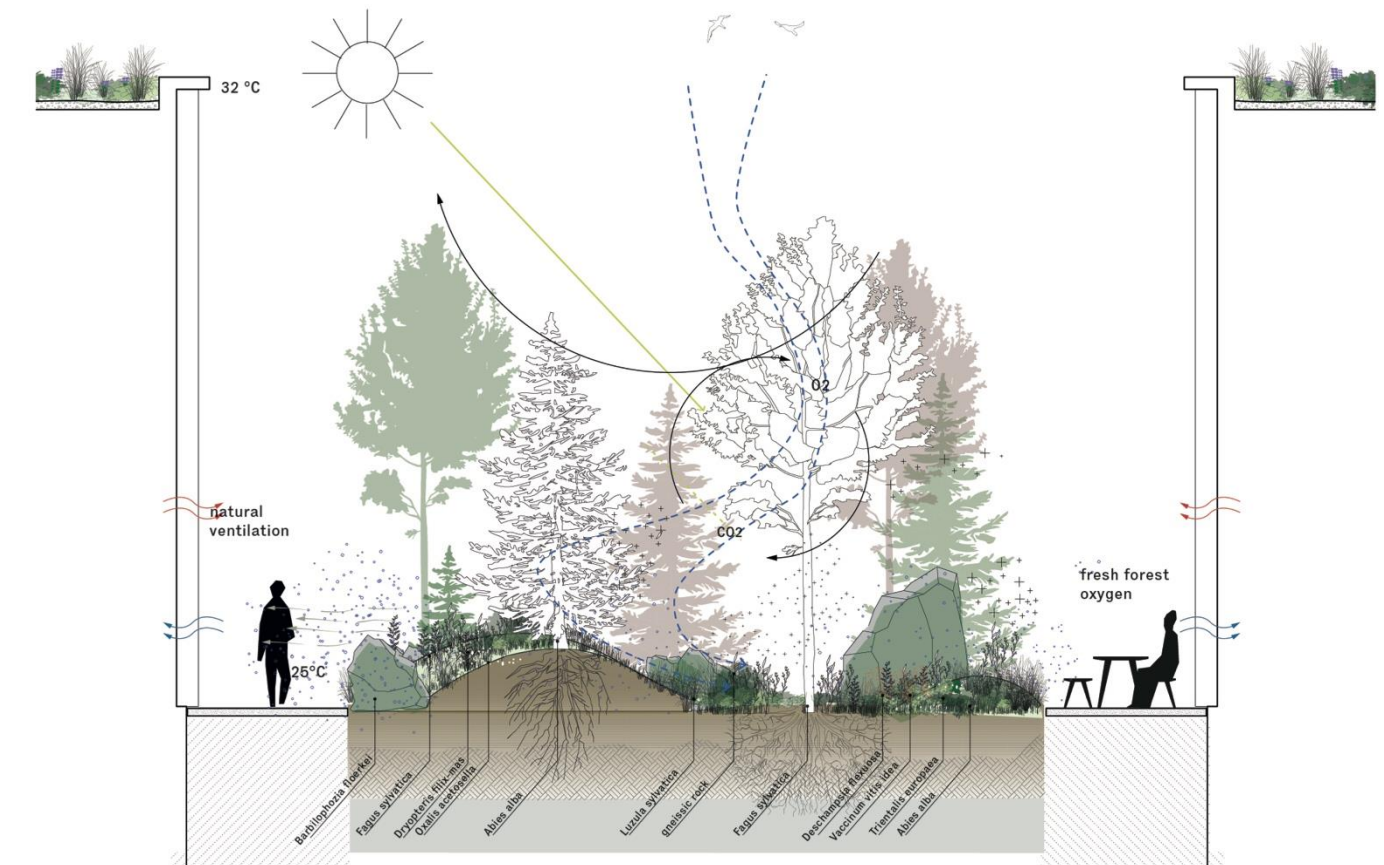 32 °C
O2
natural
ventilation
CO2
fresh forest
oxygen
25°C
Barbilophozia floerkei
Fagus sylvatica
Dryopteris filix-mas
Oxalis acetosella
Abies alba
Luzula sylvatica
gneissic rock
Fagus sylvatica
Deschampsia flexuosa
Vaccinum vitis idea
Trientalis europaea
Abies alba